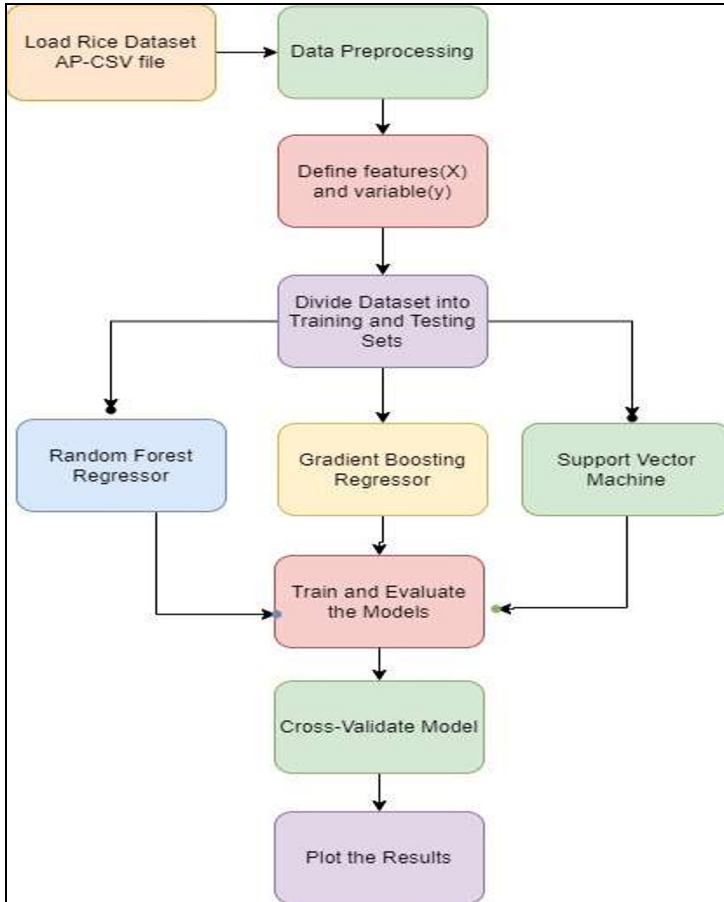 Load Rice Dataset
AP-CSV file
Data Preprocessing
Define features(X)
and variable(y)
Divide Dataset into
Training and Testing
Sets
Random Forest
Regressor
Gradient Boosting
Regressor
Support Vector
Machine
Train and Evaluate
the Models
Cross-Validate Model
Plot the Results